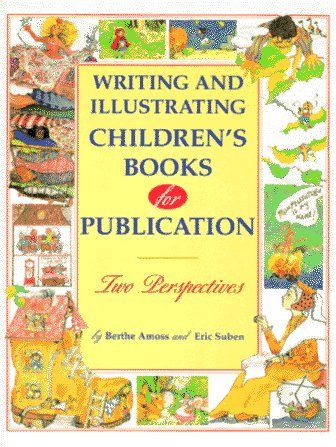 WRITING AND
ILLUSTRATING
CHILDREN'S
BOOKS
for
PUBLICATION
Two Perspectives
by Berthe Amoss and Eric Suben